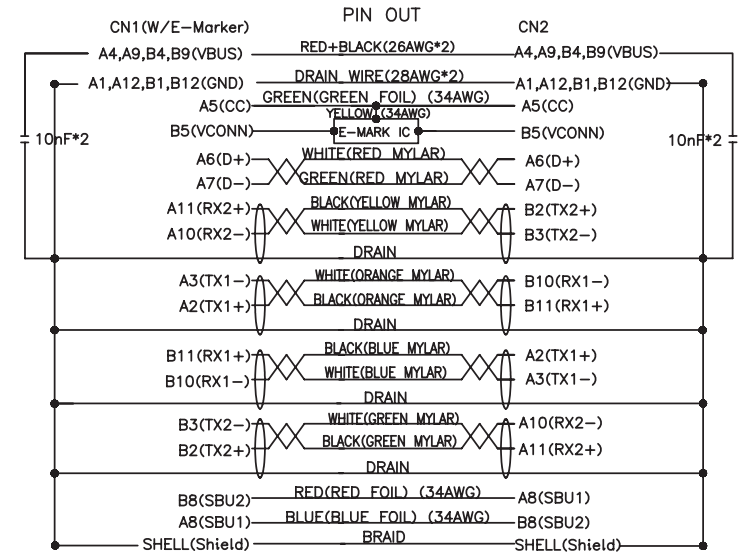 PIN OUT
CN1(W/E-Marker) CN2
A4,A9,B4,B9(VBUS) RED+BLACK(26AWG*2) A4,A9,B4,B9(VBUS)
A1,A12,B1,B12(GND) DRAIN WIRE(28AWG*2) A1,A12,B1,B12(GND)
A5(CC) GREEN(GREEN FOIL) (34AWG) A5(CC)
YELLOW (34AWG)
B5(VCONN) E-MARK IC B5(VCONN)
10nF*2 10nF*2
A6(D+) WHITE(RED MYLAR) A6(D+)
A7(D-) GREEN(RED MYLAR) A7(D-)
A11(RX2+) BLACK(YELLOW MYLAR) B2(TX2+)
A10(RX2-) WHITE(YELLOW MYLAR) B3(TX2-)
DRAIN
A3(TX1-) WHITE(ORANGE MYLAR) B10(RX1-)
A2(TX1+) BLACK(ORANGE MYLAR) B11(RX1+)
DRAIN
B11(RX1+) BLACK(BLUE MYLAR) A2(TX1+)
B10(RX1-) WHITE(BLUE MYLAR) A3(TX1-)
DRAIN
B3(TX2-) WHITE(GREEN MYLAR) A10(RX2-)
B2(TX2+) BLACK(GREEN MYLAR) A11(RX2+)
DRAIN
B8(SBU2) RED(RED FOIL) (34AWG) A8(SBU1)
A8(SBU1) BLUE(BLUE FOIL) (34AWG) B8(SBU2)
SHELL(Shield) BRAID SHELL(Shield)